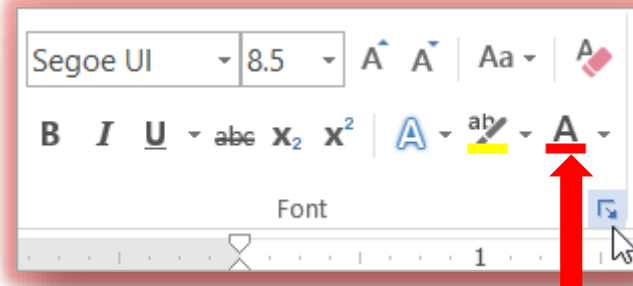 Segoe UI 8.5 A A Aa A
B I U abc X₂ X² A ab A
Font
1